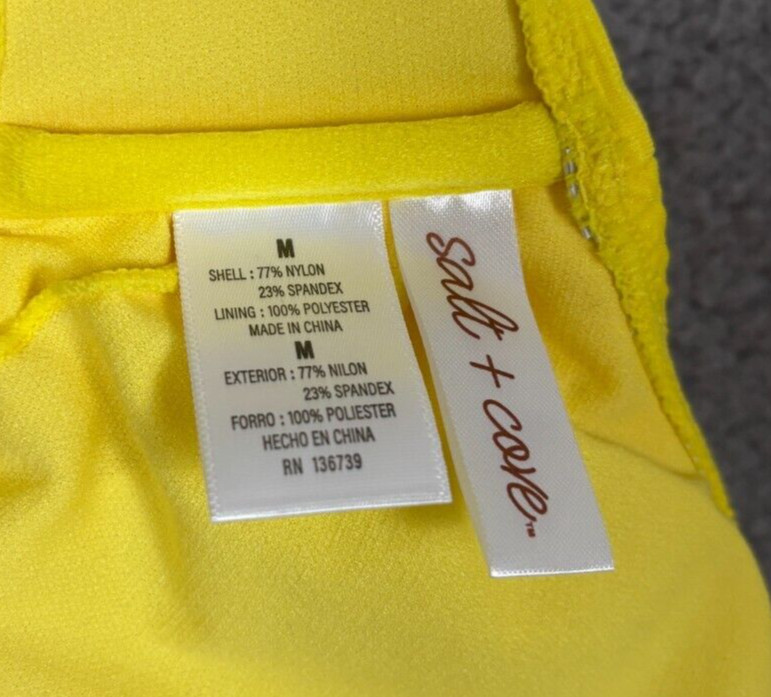 M
SHELL : 77% NYLON
23% SPANDEX
LINING : 100% POLYESTER
MADE IN CHINA
M
EXTERIOR : 77% NILON
23% SPANDEX
FORRO : 100% POLIESTER
HECHO EN CHINA
RN 136739
salt + cove™